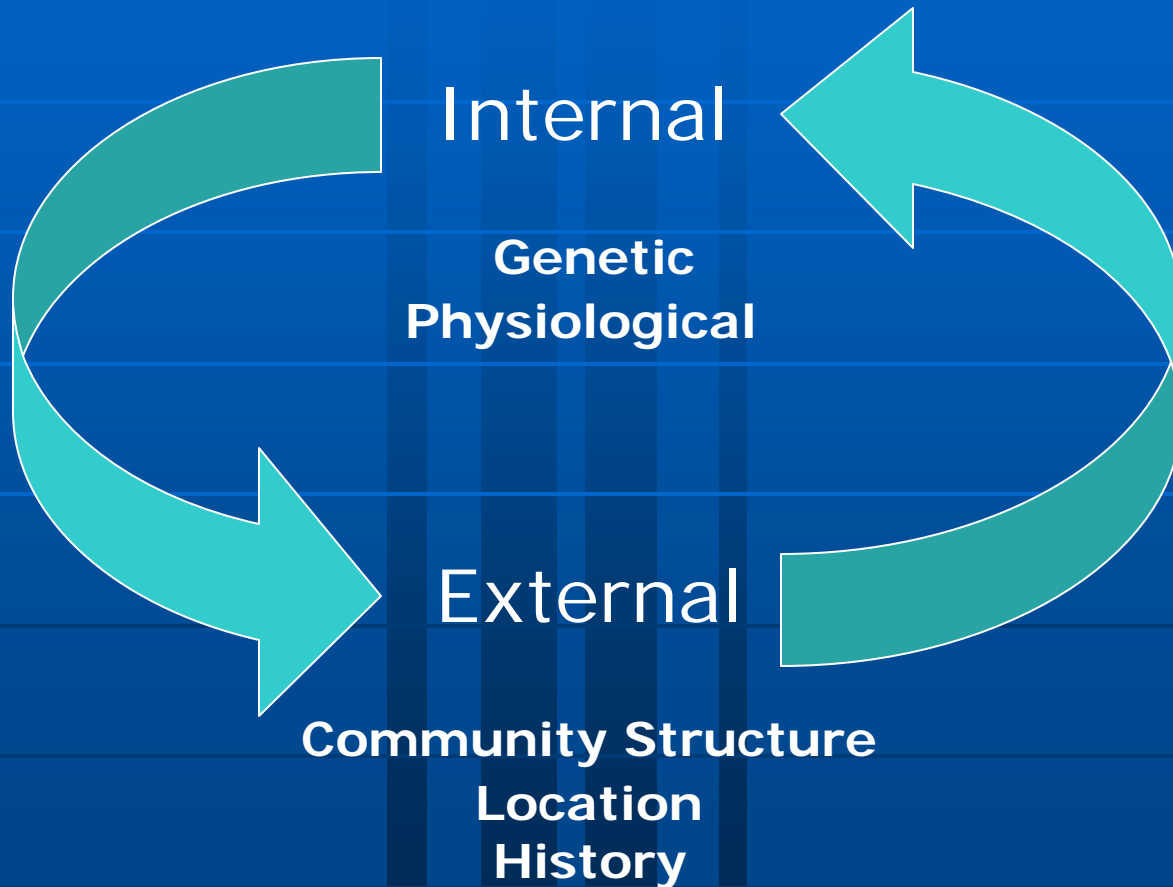 Internal
Genetic
Physiological
External
Community Structure
Location
History